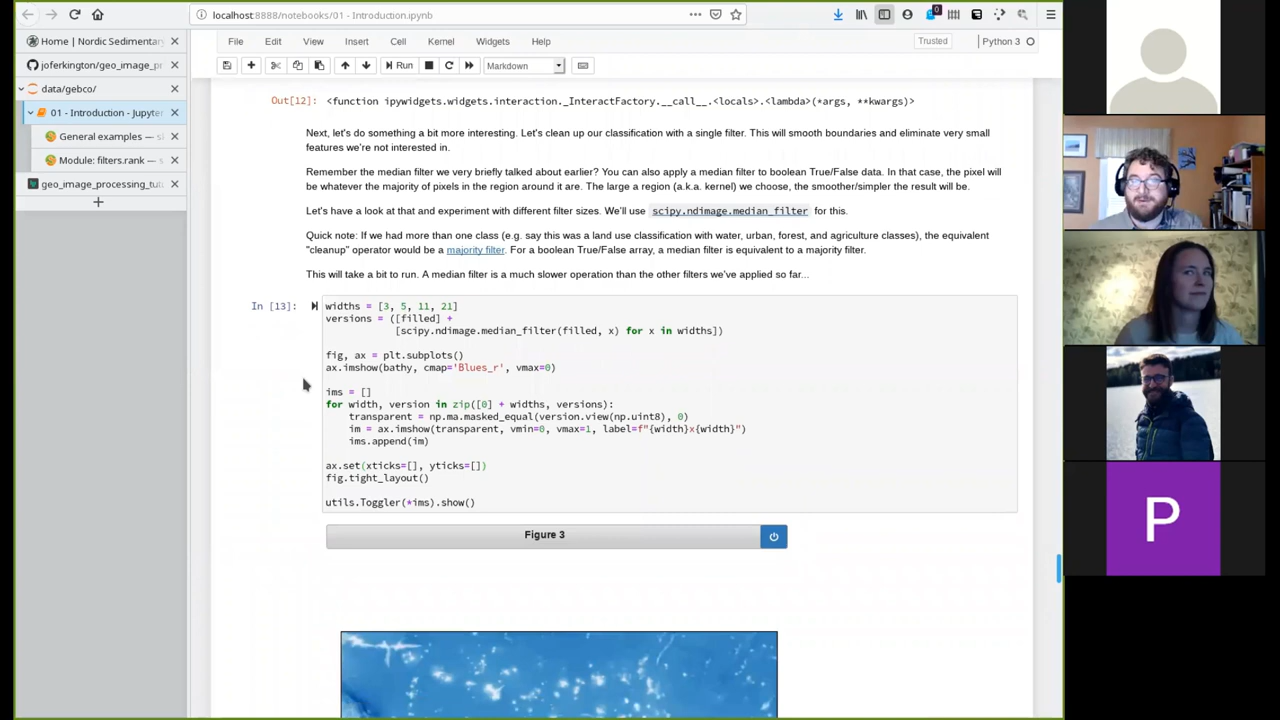 localhost:8888/notebooks/01 - Introduction.ipynb
0
Home | Nordic Sedimentar
joferkington/geo_image_pr
data/gebco/
01 - Introduction - Jupyter
General examples — s
Module: filters.rank — s
geo_image_processing_tuto
File Edit View Insert Cell Kernel Widgets Help
Trusted
Python 3
Run
Markdown
Out[12]: <function ipywidgets.widgets.interaction._InteractFactory.__call__.<locals>.<lambda>(*args, **kwargs)>
Next, let's do something a bit more interesting. Let's clean up our classification with a single filter. This will smooth boundaries and eliminate very small
features we're not interested in.
Remember the median filter we very briefly talked about earlier? You can also apply a median filter to boolean True/False data. In that case, the pixel will
be whatever the majority of pixels in the region around it are. The large a region (a.k.a. kernel) we choose, the smoother/simpler the result will be.
Let's have a look at that and experiment with different filter sizes. We'll use scipy.ndimage.median_filter for this.
Quick note: If we had more than one class (e.g. say this was a land use classification with water, urban, forest, and agriculture classes), the equivalent
"cleanup" operator would be a majority filter. For a boolean True/False array, a median filter is equivalent to a majority filter.
This will take a bit to run. A median filter is a much slower operation than the other filters we've applied so far...
In [13]: widths = [3, 5, 11, 21]
versions = ([filled] +
[scipy.ndimage.median_filter(filled, x) for x in widths])
fig, ax = plt.subplots()
ax.imshow(bathy, cmap='Blues_r', vmax=0)
ims = []
for width, version in zip([0] + widths, versions):
transparent = np.ma.masked_equal(version.view(np.uint8), 0)
im = ax.imshow(transparent, vmin=0, vmax=1, label=f"{width}x{width}")
ims.append(im)
ax.set(xticks=[], yticks=[])
fig.tight_layout()
utils.Toggler(*ims).show()
Figure 3
P